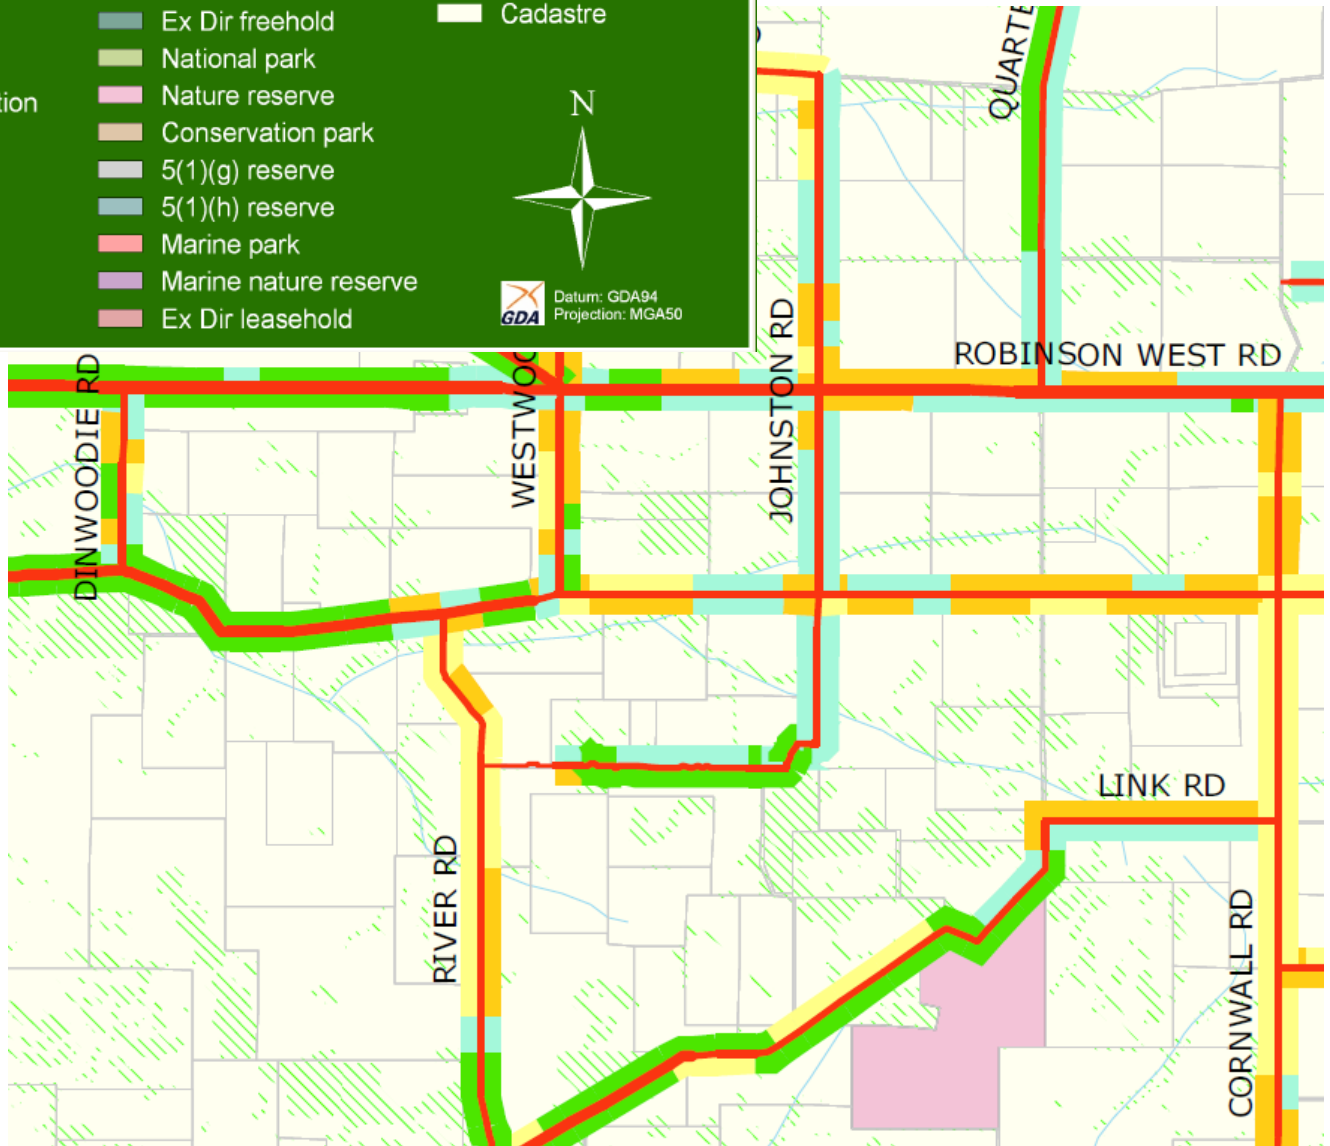 Ex Dir freehold
National park
Nature reserve
Conservation park
5(1)(g) reserve
5(1)(h) reserve
Marine park
Marine nature reserve
Ex Dir leasehold
Cadastre
N
GDA
Datum: GDA94
Projection: MGA50
ROBINSON WEST RD
DINWOODIE RD
JOHNSTON RD
LINK RD
RIVER RD
CORNWALL RD